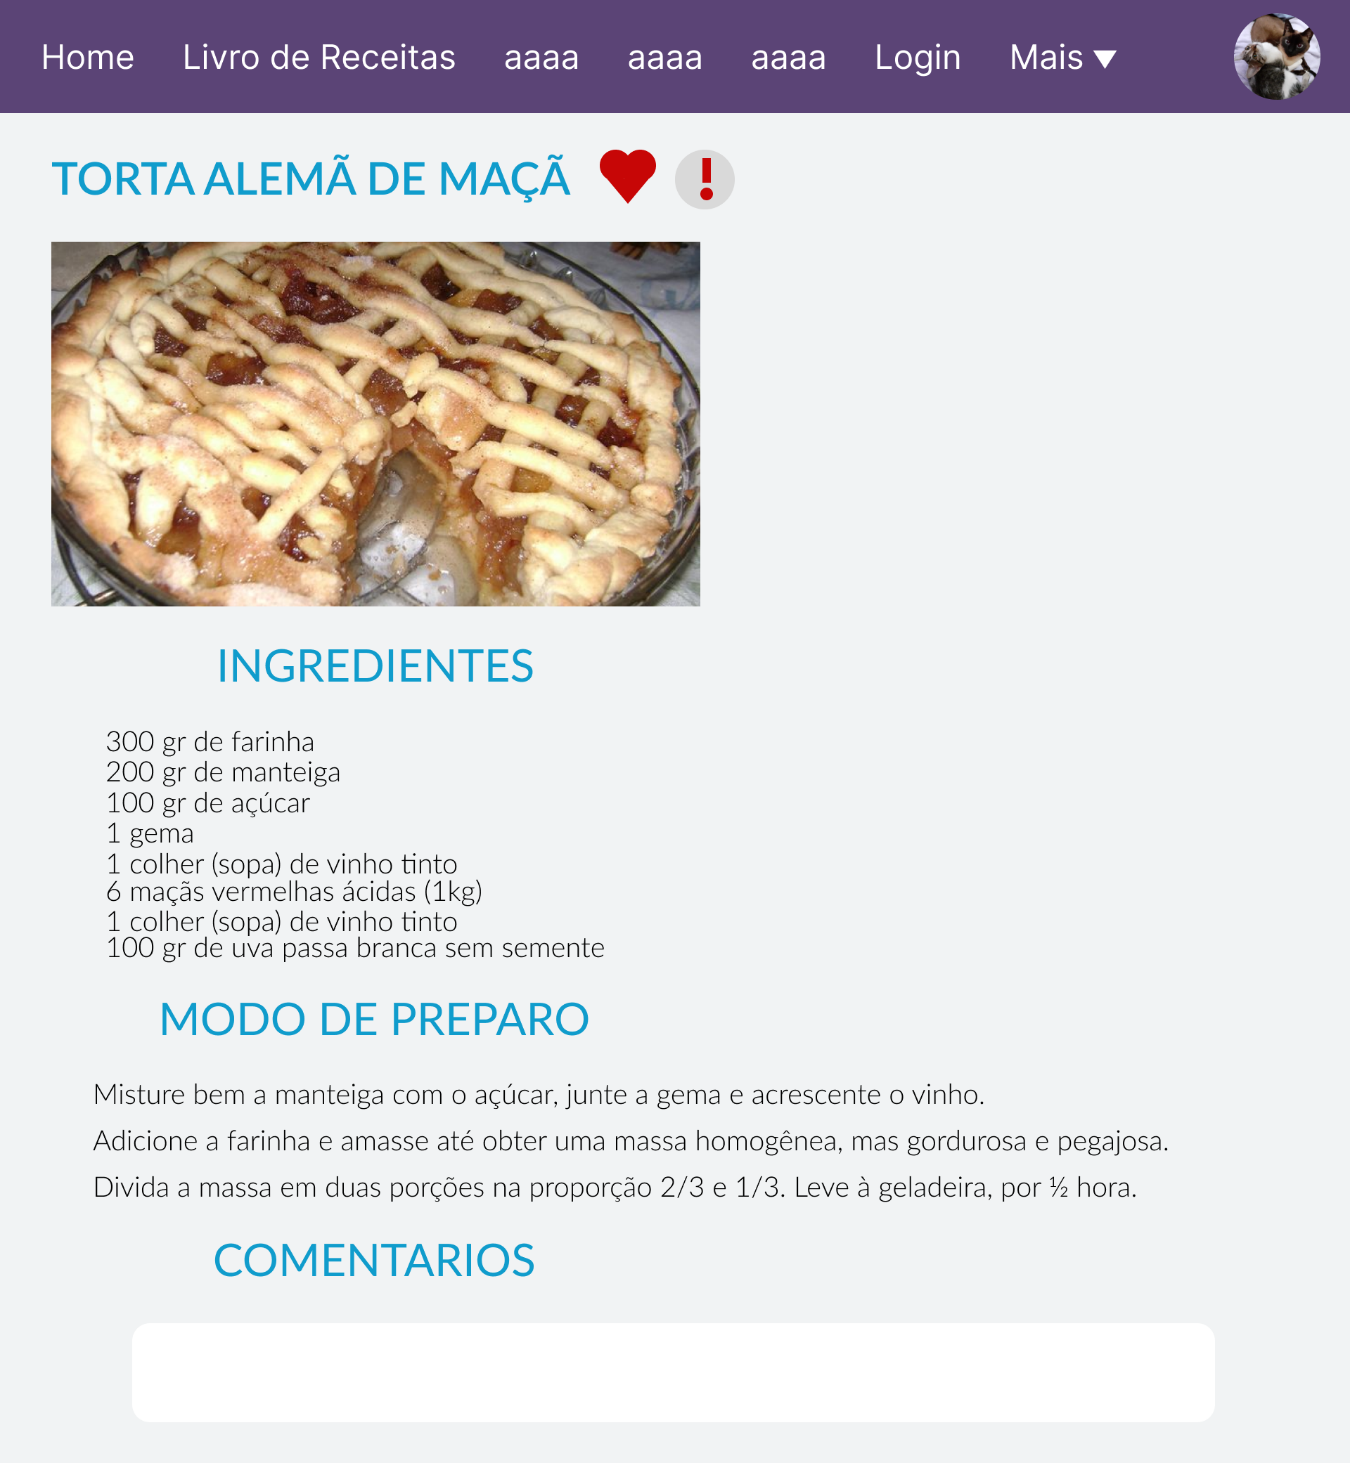 Home Livro de Receitas aaaa aaaa aaaa Login Mais ▼
TORTA ALEMÃ DE MAÇÃ
INGREDIENTES
300 gr de farinha
200 gr de manteiga
100 gr de açúcar
1 gema
1 colher (sopa) de vinho tinto
6 maçãs vermelhas ácidas (1kg)
1 colher (sopa) de vinho tinto
100 gr de uva passa branca sem semente
MODO DE PREPARO
Misture bem a manteiga com o açúcar, junte a gema e acrescente o vinho.
Adicione a farinha e amasse até obter uma massa homogênea, mas gordurosa e pegajosa.
Divida a massa em duas porções na proporção 2/3 e 1/3. Leve à geladeira, por ½ hora.
COMENTARIOS